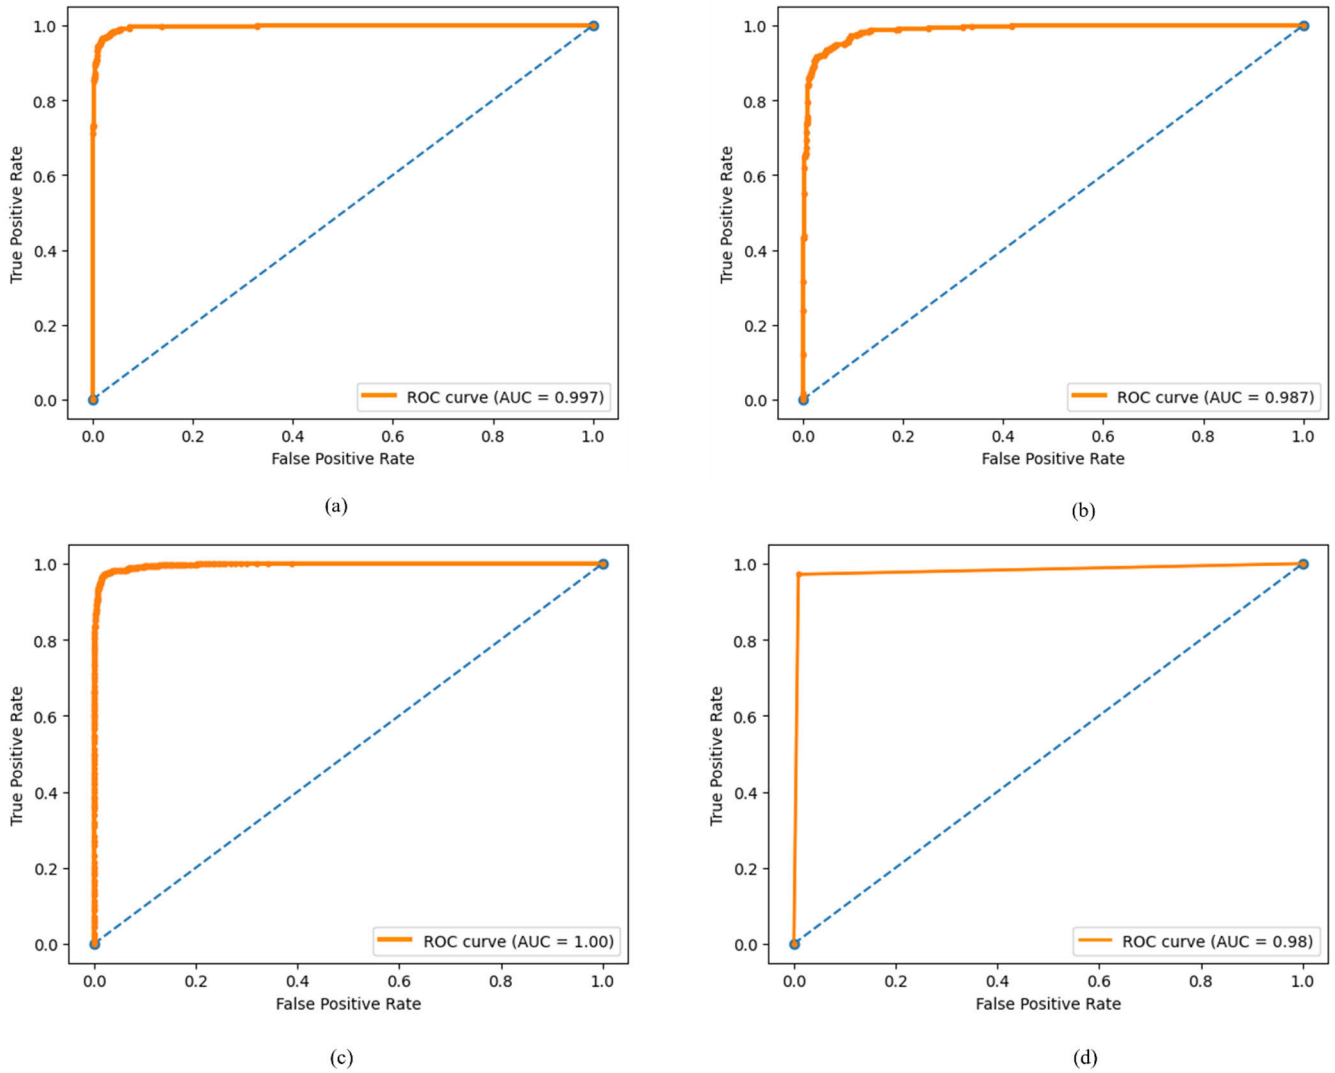 1.0
0.8
0.6
0.4
0.2
0.0
True Positive Rate
ROC curve (AUC = 0.997)
0.0 0.2 0.4 0.6 0.8 1.0
False Positive Rate
(a)
1.0
0.8
0.6
0.4
0.2
0.0
True Positive Rate
ROC curve (AUC = 0.987)
0.0 0.2 0.4 0.6 0.8 1.0
False Positive Rate
(b)
1.0
0.8
0.6
0.4
0.2
0.0
True Positive Rate
ROC curve (AUC = 1.00)
0.0 0.2 0.4 0.6 0.8 1.0
False Positive Rate
(c)
1.0
0.8
0.6
0.4
0.2
0.0
True Positive Rate
ROC curve (AUC = 0.98)
0.0 0.2 0.4 0.6 0.8 1.0
False Positive Rate
(d)